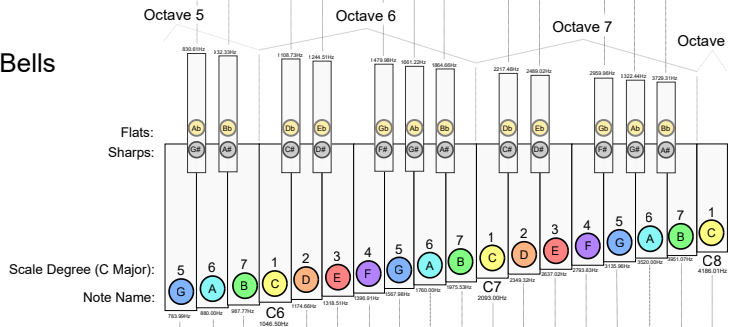 Octave 5 Octave 6 Octave 7 Octave
Bells
830.61Hz 932.33Hz 1108.73Hz 1244.51Hz 1479.98Hz 1661.22Hz 1864.66Hz 2217.46Hz 2489.02Hz 2959.96Hz 3322.44Hz 3729.31Hz
Flats: Ab Bb Db Eb Gb Ab Bb Db Eb Gb Ab Bb
Sharps: G# A# C# D# F# G# A# C# D# F# G# A#
Scale Degree (C Major): 5 6 7 1 2 3 4 5 6 7 1 2 3 4 5 6 7 1
Note Name: G A B C D E F G A B C D E F G A B C
C6 C7 C8
783.99Hz 880.00Hz 987.77Hz 1046.50Hz 1174.66Hz 1318.51Hz 1396.91Hz 1567.98Hz 1760.00Hz 1975.53Hz 2093.00Hz 2349.32Hz 2637.02Hz 2793.83Hz 3135.96Hz 3520.00Hz 3951.07Hz 4186.01Hz